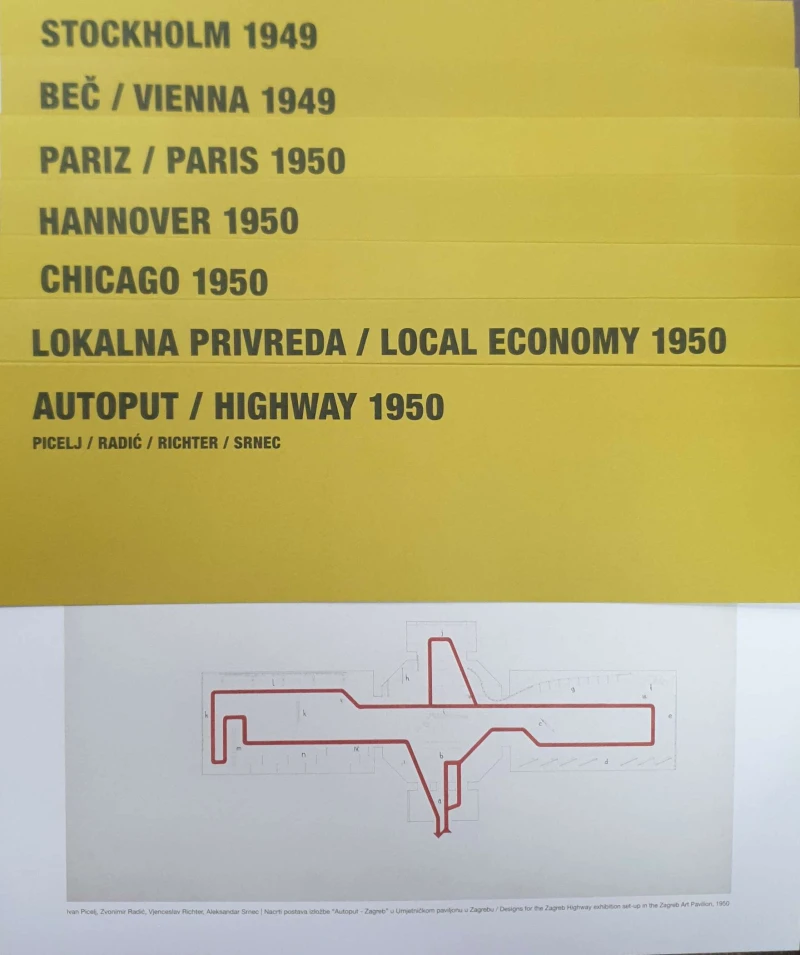 STOCKHOLM 1949
BEČ / VIENNA 1949
PARIZ / PARIS 1950
HANNOVER 1950
CHICAGO 1950
LOKALNA PRIVREDA / LOCAL ECONOMY 1950
AUTOPUT / HIGHWAY 1950
PICELJ / RADIĆ / RICHTER / SRNEC
Ivan Picelj, Zvonimir Radić, Vjenceslav Richter, Aleksandar Srnec | Nacrti postava izložbe "Autoput - Zagreb" u Umjetničkom paviljonu u Zagrebu / Designs for the Zagreb Highway exhibition set-up in the Zagreb Art Pavilion, 1950